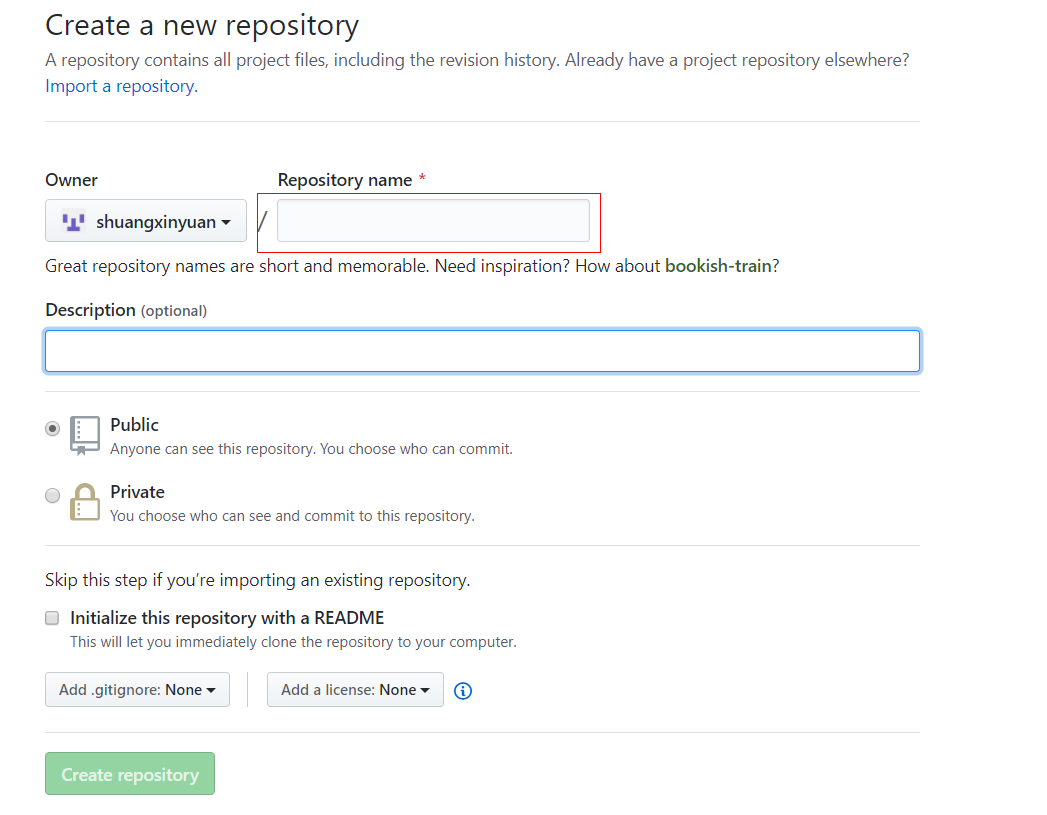 Create a new repository
A repository contains all project files, including the revision history. Already have a project repository elsewhere?
Import a repository.
Owner
Repository name *
shuangxinyuan
/
Great repository names are short and memorable. Need inspiration? How about bookish-train?
Description (optional)
Public
Anyone can see this repository. You choose who can commit.
Private
You choose who can see and commit to this repository.
Skip this step if you’re importing an existing repository.
Initialize this repository with a README
This will let you immediately clone the repository to your computer.
Add .gitignore: None
Add a license: None
Create repository